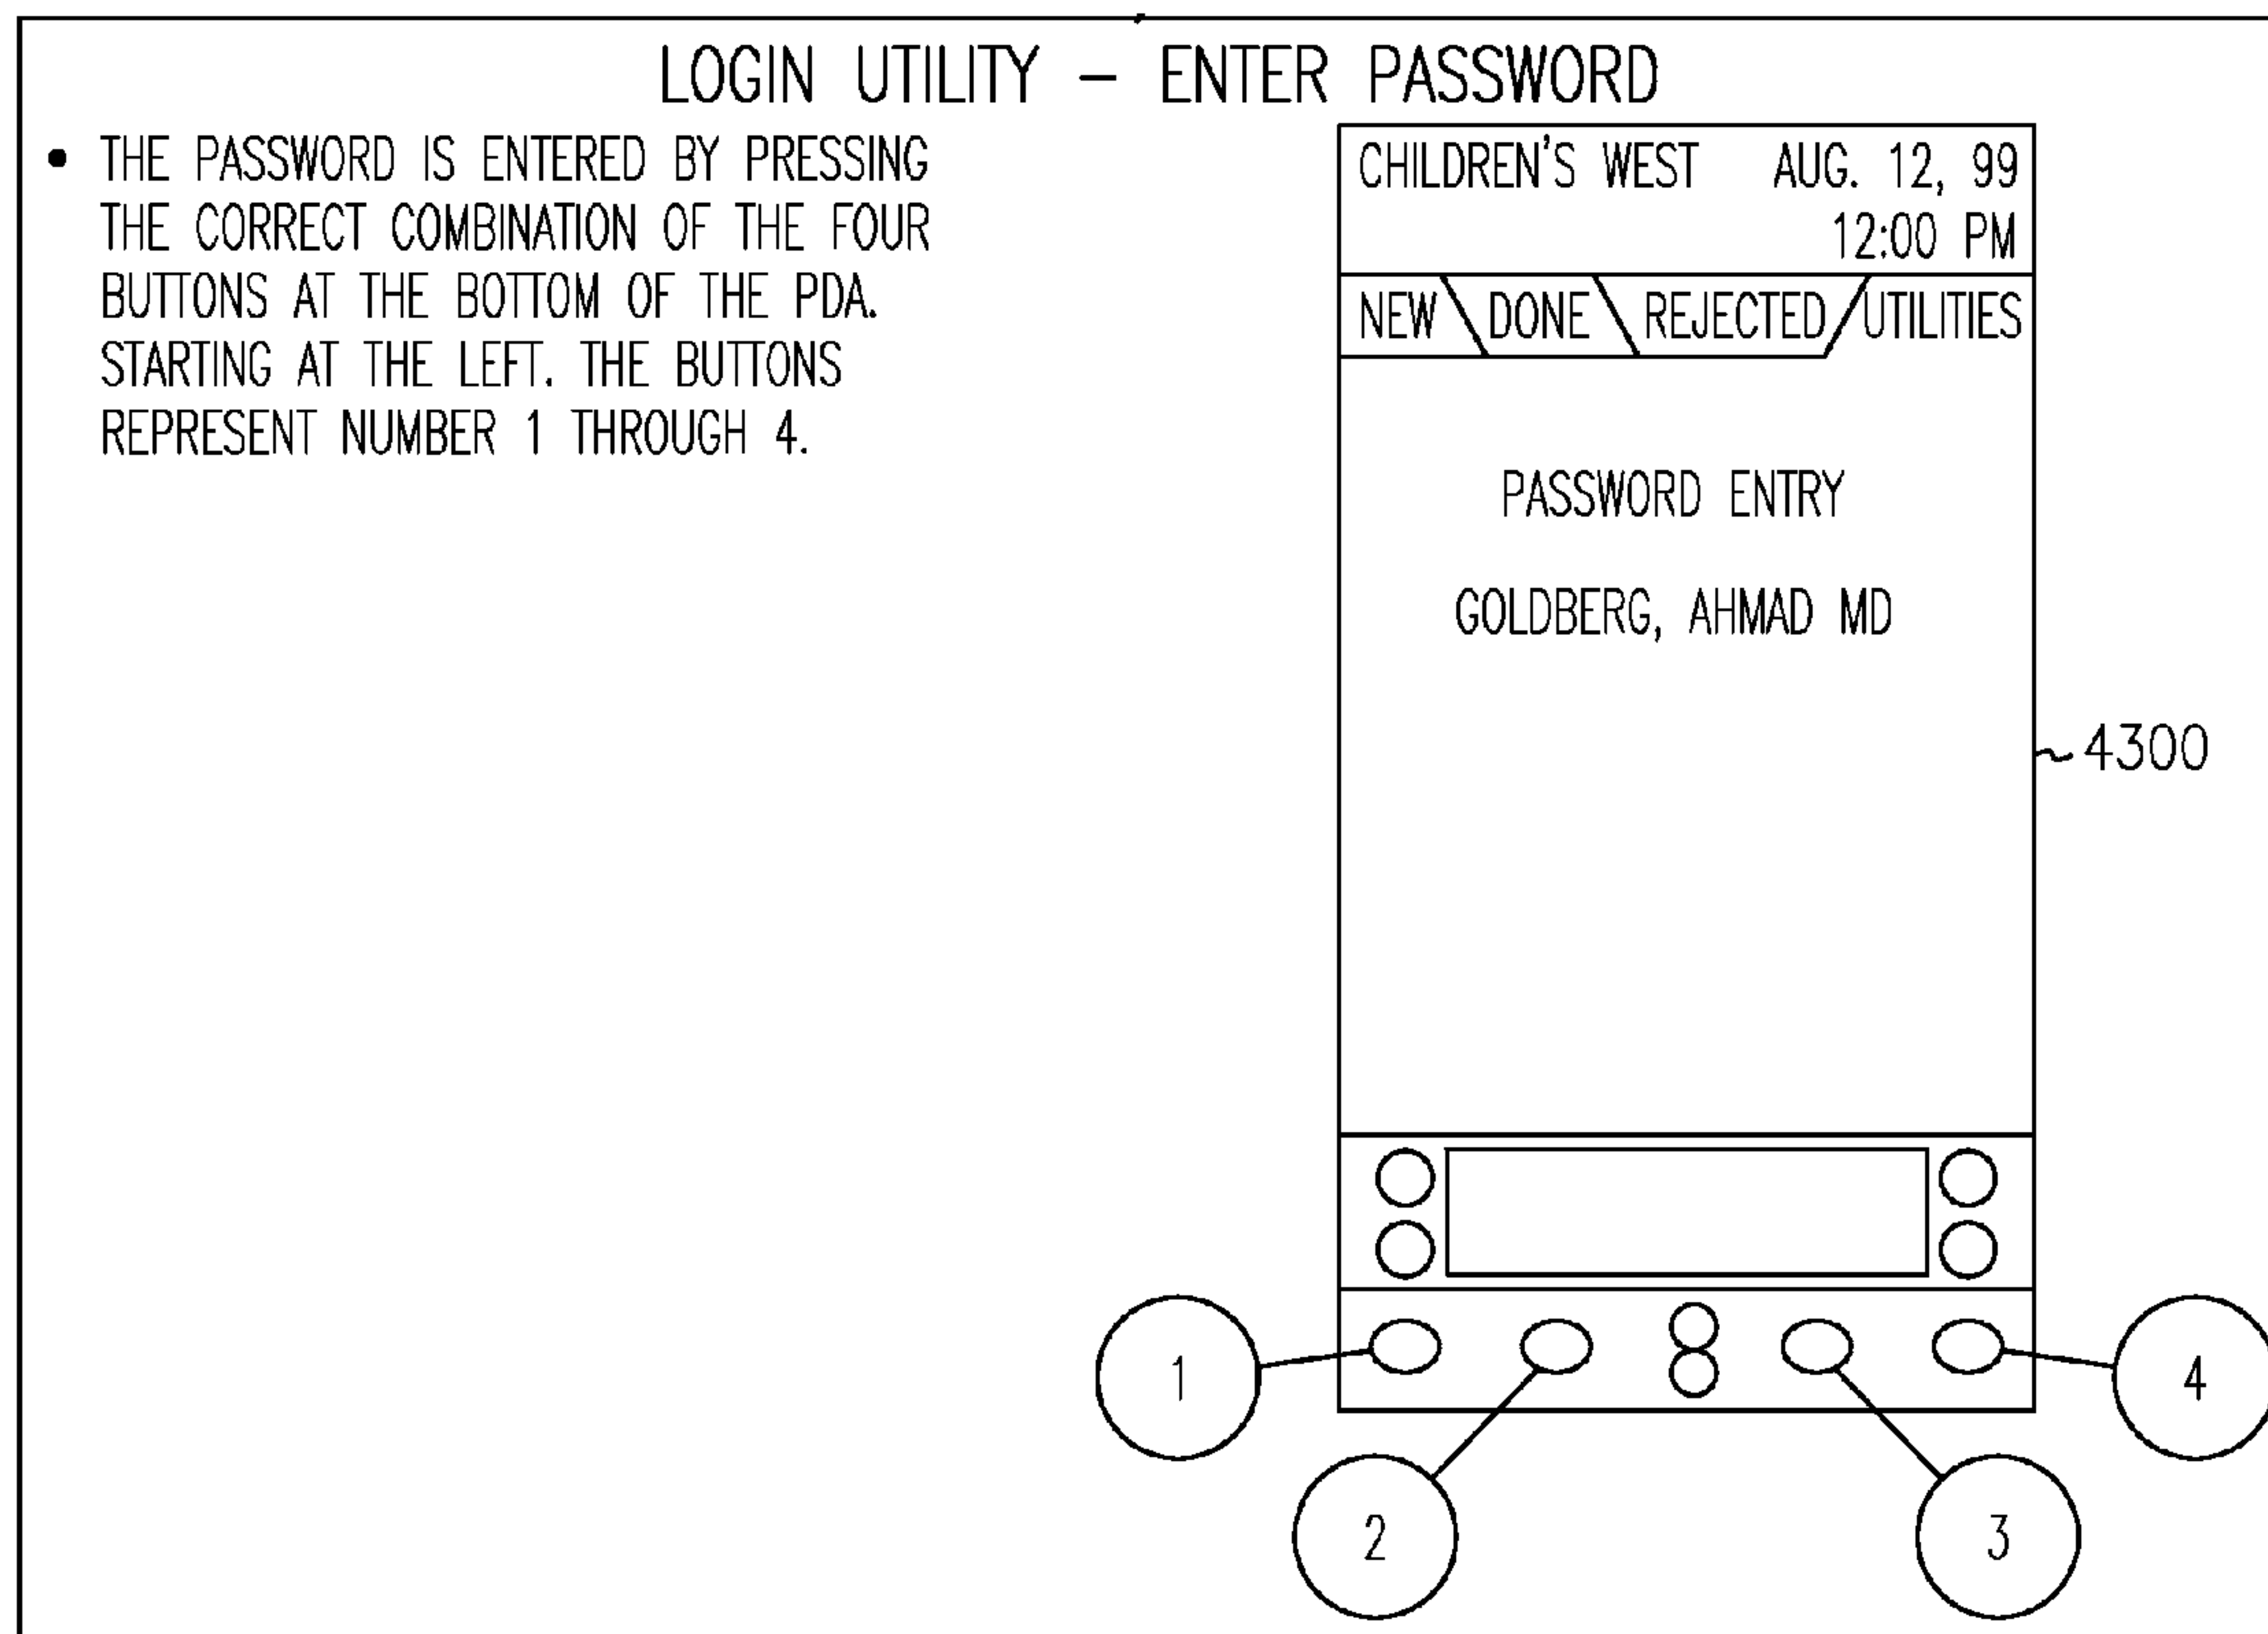 LOGIN UTILITY – ENTER PASSWORD
• THE PASSWORD IS ENTERED BY PRESSING
THE CORRECT COMBINATION OF THE FOUR
BUTTONS AT THE BOTTOM OF THE PDA.
STARTING AT THE LEFT. THE BUTTONS
REPRESENT NUMBER 1 THROUGH 4.
CHILDREN'S WEST AUG. 12, 99
12:00 PM
NEW DONE REJECTED UTILITIES
PASSWORD ENTRY
GOLDBERG, AHMAD MD
4300
1
2
3
4